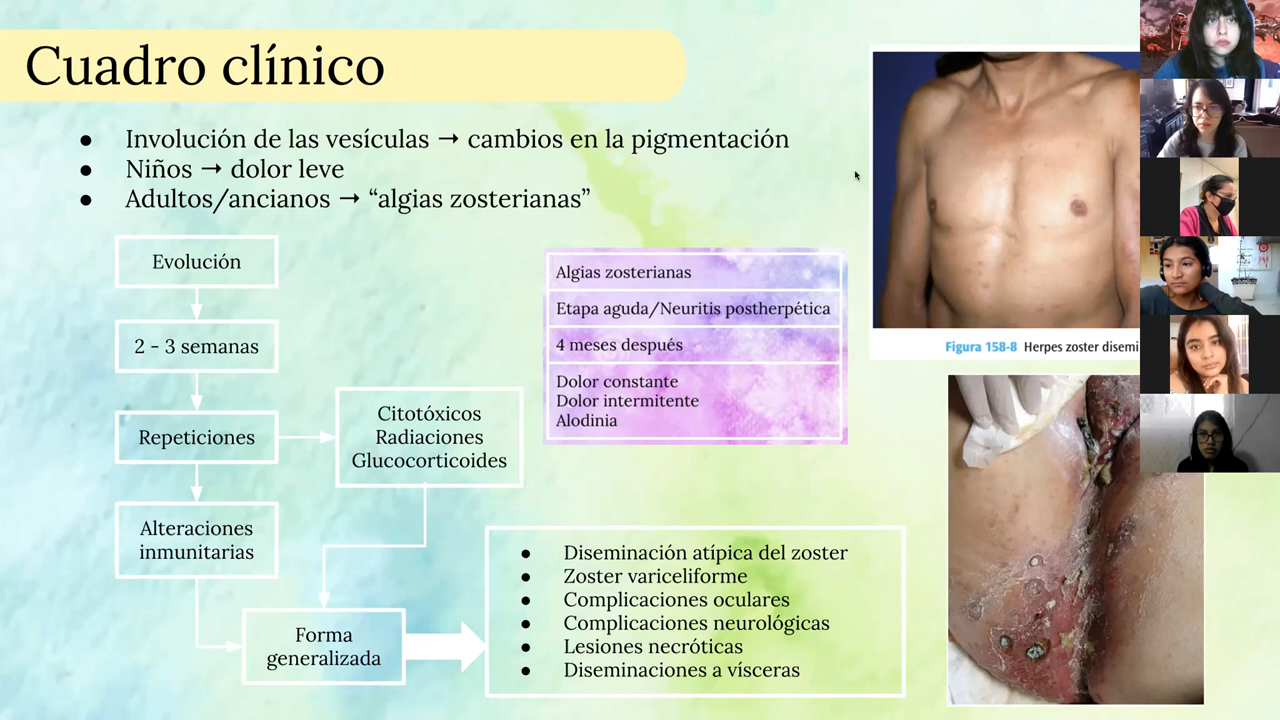 Cuadro clínico
● Involución de las vesículas → cambios en la pigmentación
● Niños → dolor leve
● Adultos/ancianos → “algias zosterianas”
Evolución
2 - 3 semanas
Repeticiones
Citotóxicos
Radiaciones
Glucocorticoides
Alteraciones
inmunitarias
Forma
generalizada
Algias zosterianas
Etapa aguda/Neuritis postherpética
4 meses después
Dolor constante
Dolor intermitente
Alodinia
● Diseminación atípica del zoster
● Zoster variceliforme
● Complicaciones oculares
● Complicaciones neurológicas
● Lesiones necróticas
● Diseminaciones a vísceras
Figura 158-8 Herpes zoster disemi